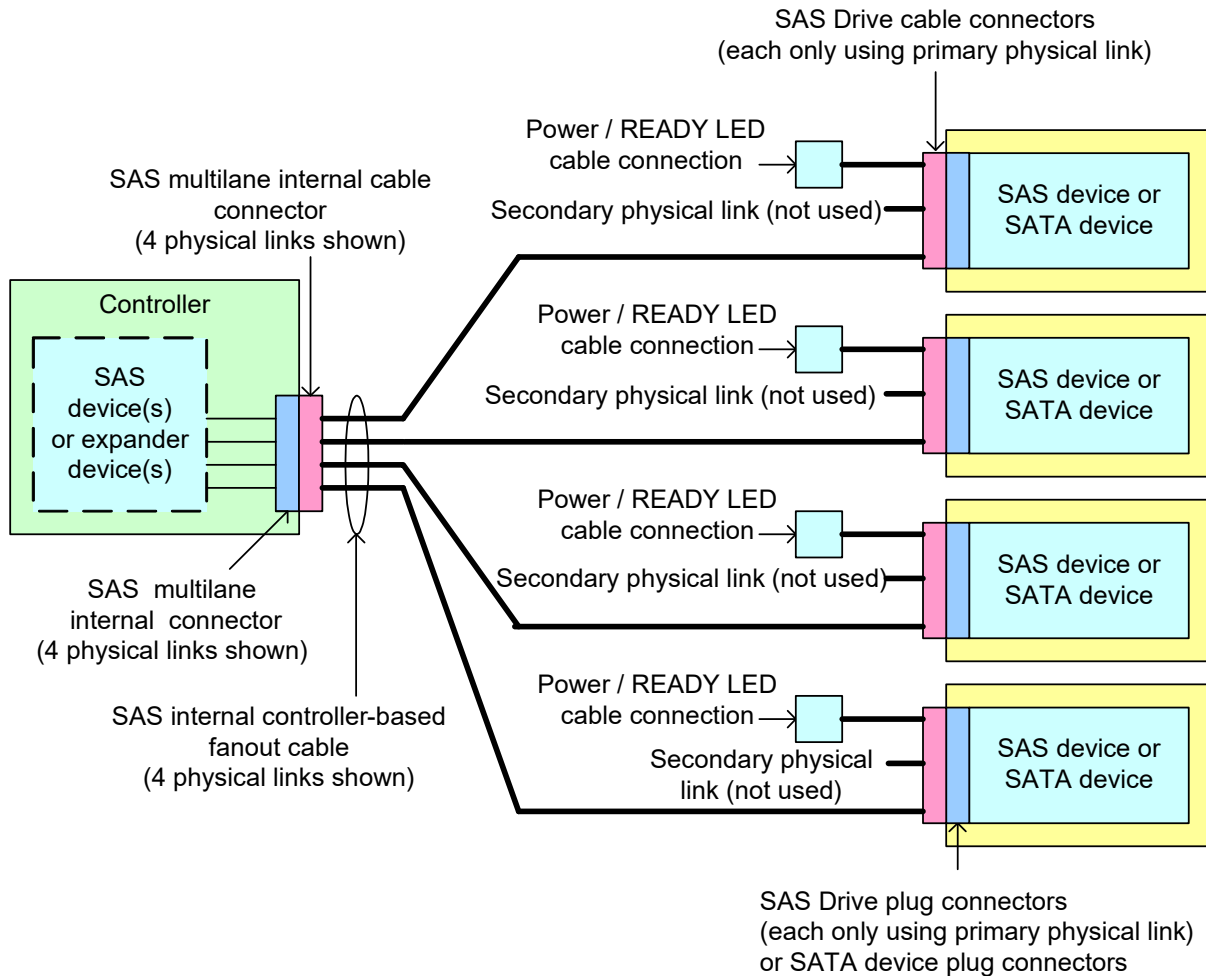 SAS Drive cable connectors
(each only using primary physical link)
Power / READY LED
cable connection
Secondary physical link (not used)
SAS device or
SATA device
SAS multilane internal cable
connector
(4 physical links shown)
Controller
SAS
device(s)
or expander
device(s)
Power / READY LED
cable connection
Secondary physical link (not used)
SAS device or
SATA device
Power / READY LED
cable connection
Secondary physical link (not used)
SAS device or
SATA device
SAS multilane
internal connector
(4 physical links shown)
SAS internal controller-based
fanout cable
(4 physical links shown)
Power / READY LED
cable connection
Secondary physical
link (not used)
SAS device or
SATA device
SAS Drive plug connectors
(each only using primary physical link)
or SATA device plug connectors